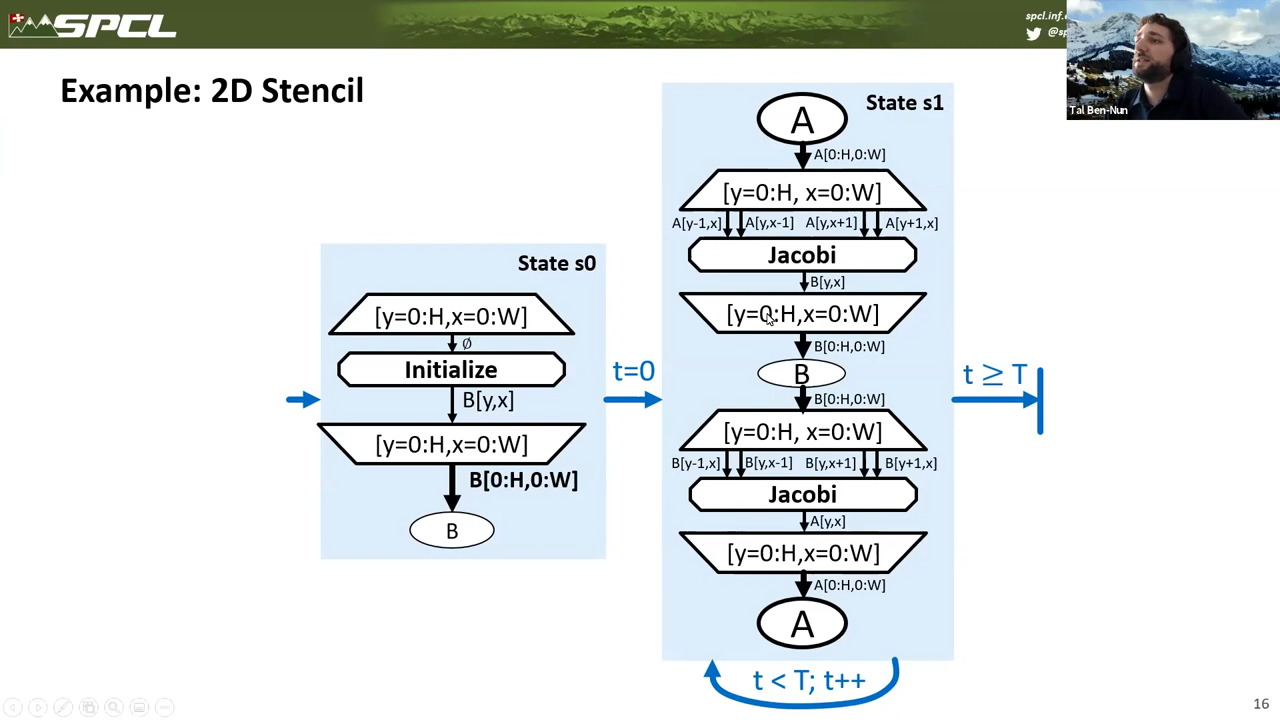 SPCL
spcl.inf.e
@sp
Tal Ben-Nun
Example: 2D Stencil
State s0
[y=0:H,x=0:W]
Ø
Initialize
B[y,x]
[y=0:H,x=0:W]
B[0:H,0:W]
B
t=0
State s1
A
A[0:H,0:W]
[y=0:H, x=0:W]
A[y-1,x] A[y,x-1] A[y,x+1] A[y+1,x]
Jacobi
B[y,x]
[y=0:H,x=0:W]
B[0:H,0:W]
B
B[0:H,0:W]
[y=0:H, x=0:W]
B[y-1,x] B[y,x-1] B[y,x+1] B[y+1,x]
Jacobi
A[y,x]
[y=0:H,x=0:W]
A[0:H,0:W]
A
t < T; t++
t ≥ T
16